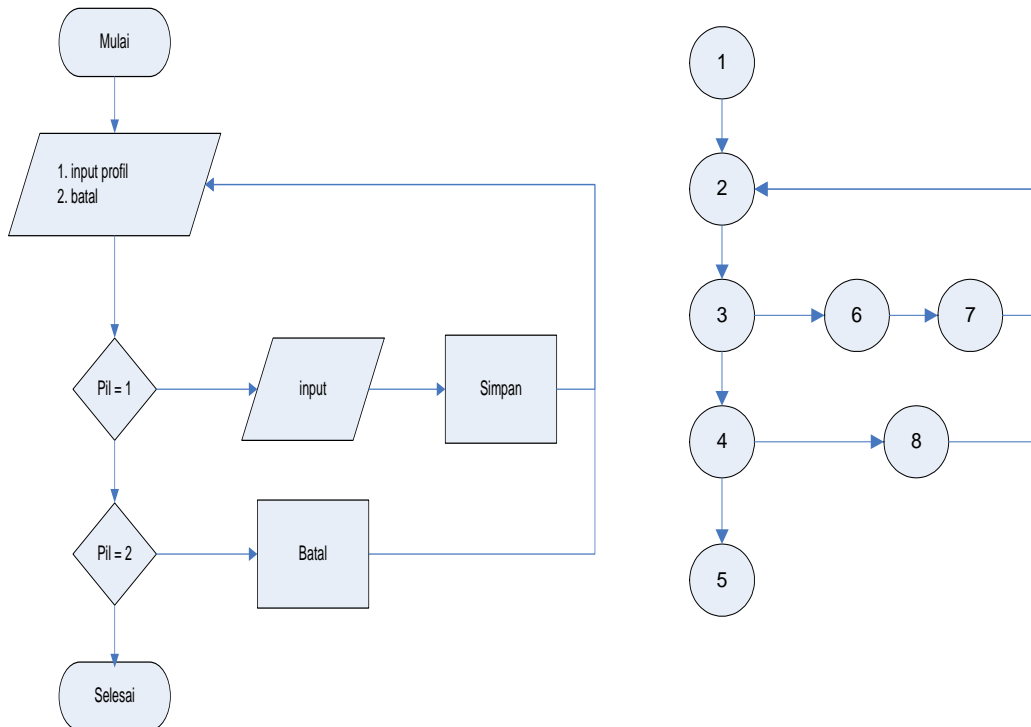 Mulai
1. input profil
2. batal
Pil = 1
input
Simpan
Pil = 2
Batal
Selesai
1
2
3
6
7
4
8
5